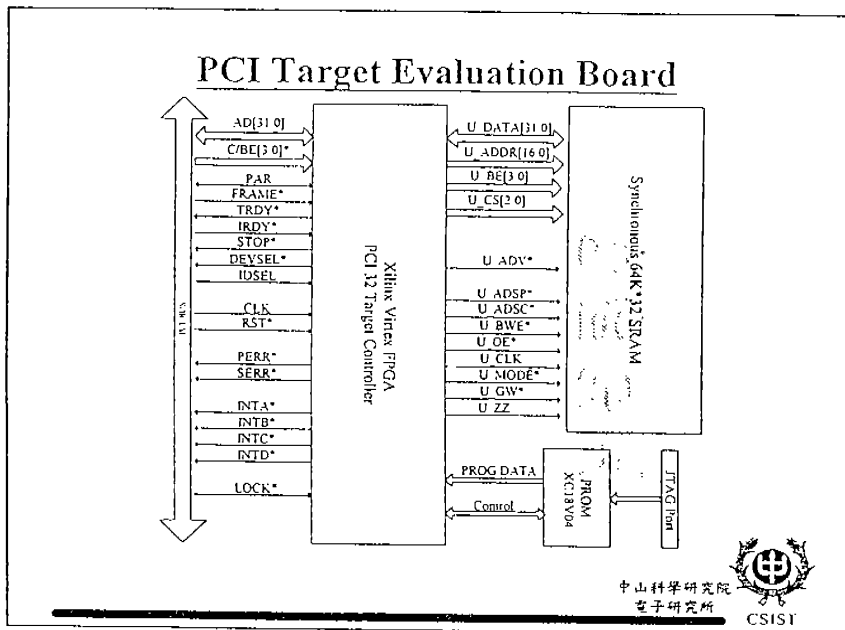 PCI Target Evaluation Board
AD[31 0]
C/BE[3 0]*
PAR
FRAME*
TRDY*
IRDY*
STOP*
DEVSEL*
IDSEL
CLK
RST*
PERR*
SERR*
INTA*
INTB*
INTC*
INTD*
LOCK*
Xilinx Virtex FPGA
PCI 32 Target Controller
U_DATA[31 0]
U_ADDR[16 0]
U_BE[3 0]
U_CS[2 0]
U_ADV*
U_ADSP*
U_ADSC*
U_BWE*
U_OE*
U_CLK
U_MODE*
U_GW*
U_ZZ
PROG DATA
Control
Synchronous 64K*32 SRAM
PROM
XC18V04
JTAG Port
中山科學研究院
電子研究所
CSIST